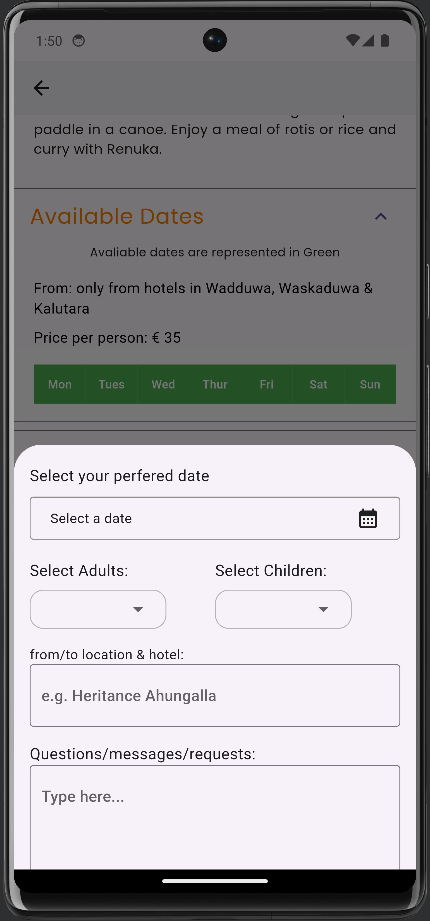 1:50
paddle in a canoe. Enjoy a meal of rotis or rice and
curry with Renuka.
Available Dates
Avaliable dates are represented in Green
From: only from hotels in Wadduwa, Waskaduwa &
Kalutara
Price per person: € 35
Mon Tues Wed Thur Fri Sat Sun
Select your perfered date
Select a date
Select Adults: Select Children:
from/to location & hotel:
e.g. Heritance Ahungalla
Questions/messages/requests:
Type here...